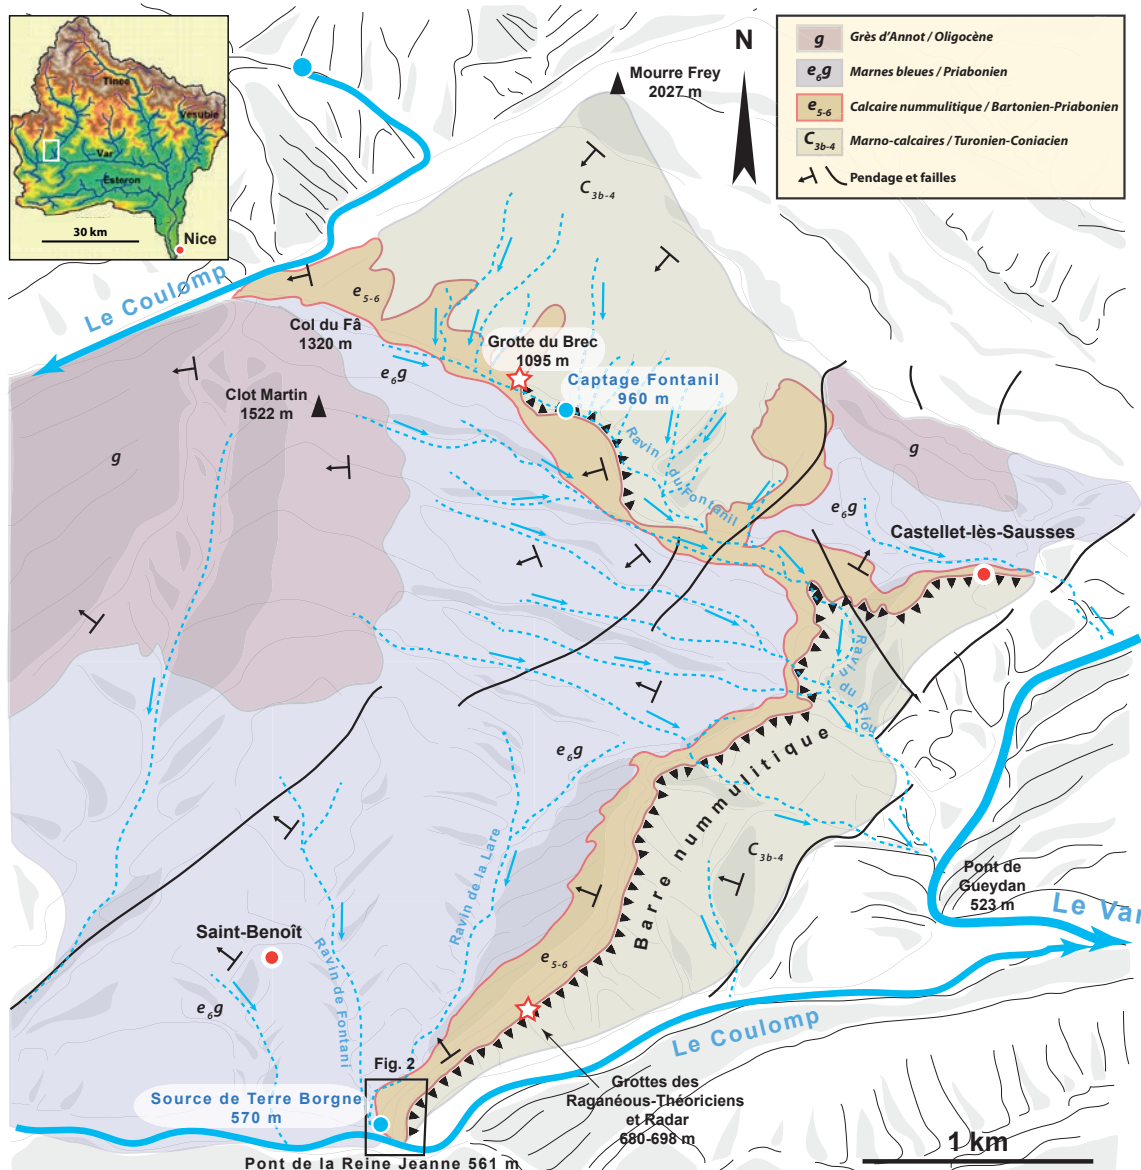 Tinee
Vesubie
Var
Esteron
30 km
Nice
N
Mourre Frey
2027 m
g Grès d'Annot / Oligocène
e6g Marnes bleues / Priabonien
e5-6 Calcaire nummulitique / Bartonien-Priabonien
C3b-4 Marno-calcaires / Turonien-Coniacien
Pendage et failles
C3b-4
Le Coulomp
e5-6
Col du Fâ
1320 m
Grotte du Brec
1095 m
e6g
Captage Fontanil
960 m
Clot Martin
1522 m
Ravin du Fontanil
g
g
e6g
Castellet-lès-Sausses
Ravin du Riou
e6g
Barre nummulitique
Ravin de la Lare
C3b-4
Pont de
Gueydan
523 m
Le Var
Saint-Benoît
Ravin de Fontani
e5-6
e6g
Le Coulomp
Fig. 2
Source de Terre Borgne
570 m
Grottes des
Raganéous-Théoriciens
et Radar
680-698 m
1 km
Pont de la Reine Jeanne 561 m